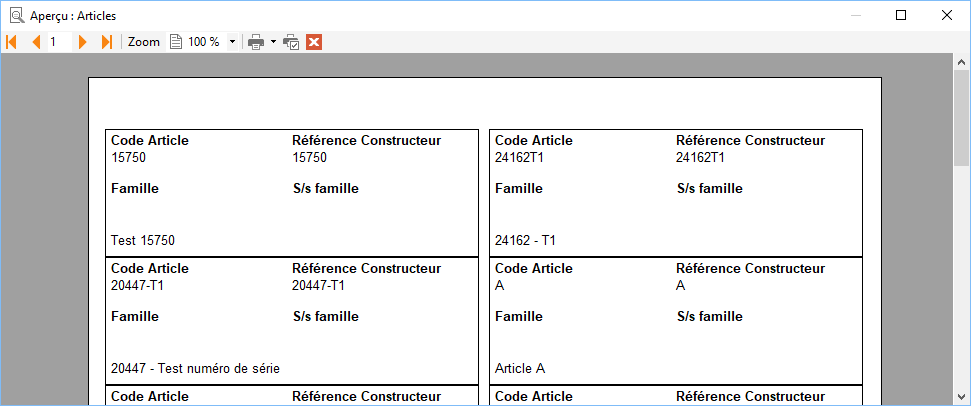 Aperçu : Articles
1 Zoom 100 %
Code Article Référence Constructeur
15750 15750
Famille S/s famille
Test 15750
Code Article Référence Constructeur
24162T1 24162T1
Famille S/s famille
24162 - T1
Code Article Référence Constructeur
20447-T1 20447-T1
Famille S/s famille
20447 - Test numéro de série
Code Article Référence Constructeur
A A
Famille S/s famille
Article A
Code Article Référence Constructeur
Code Article Référence Constructeur